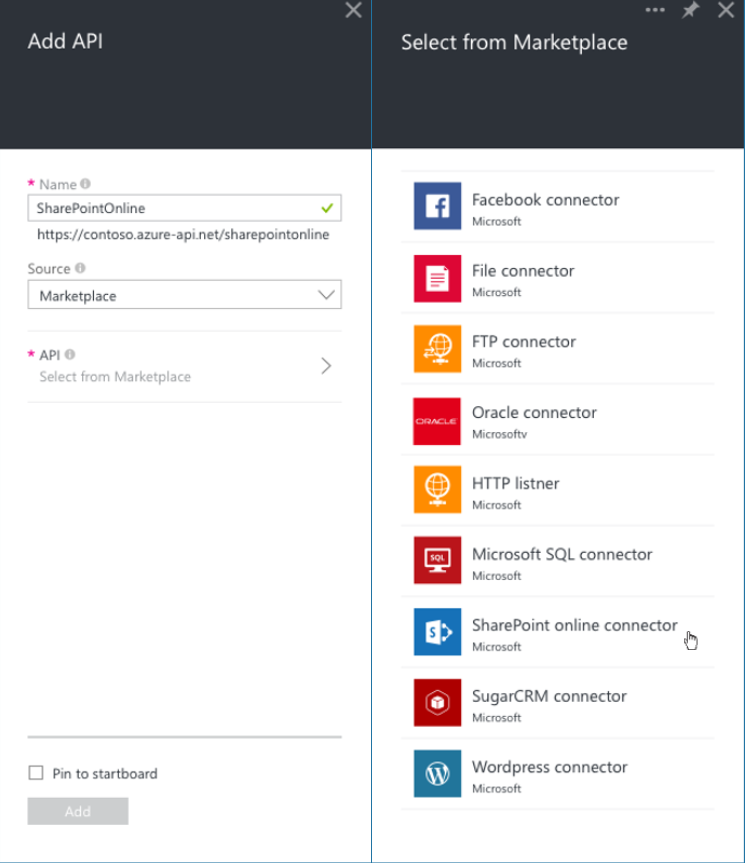 Add API
* Name
SharePointOnline
https://contoso.azure-api.net/sharepointonline
Source
Marketplace
* API
Select from Marketplace
Pin to startboard
Add
Select from Marketplace
Facebook connector
Microsoft
File connector
Microsoft
FTP connector
Microsoft
ORACLE
Oracle connector
Microsoftv
HTTP listner
Microsoft
SQL
Microsoft SQL connector
Microsoft
S
SharePoint online connector
Microsoft
SugarCRM connector
Microsoft
Wordpress connector
Microsoft